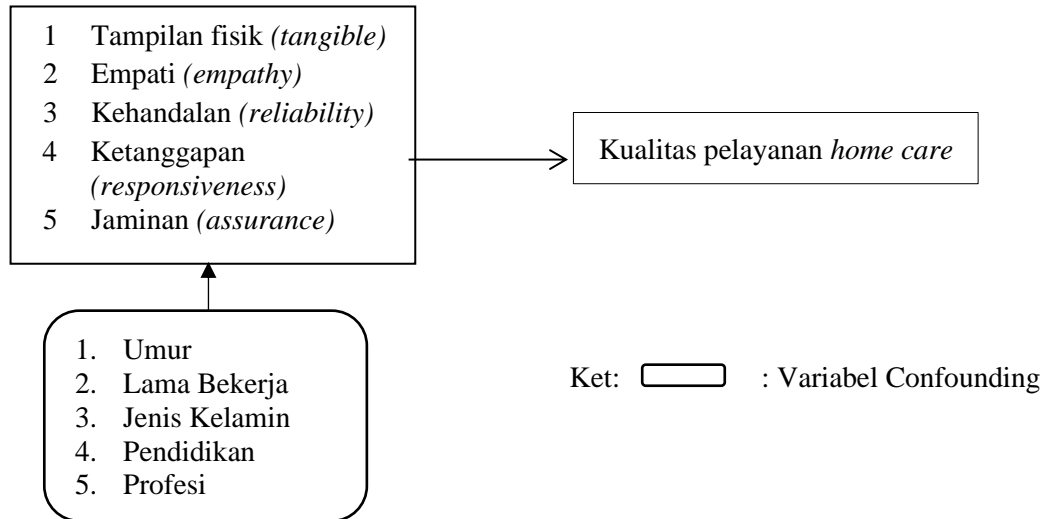 1 Tampilan fisik (tangible)
2 Empati (empathy)
3 Kehandalan (reliability)
4 Ketanggapan
(responsiveness)
5 Jaminan (assurance)
Kualitas pelayanan home care
1. Umur
2. Lama Bekerja
3. Jenis Kelamin
4. Pendidikan
5. Profesi
Ket: : Variabel Confounding